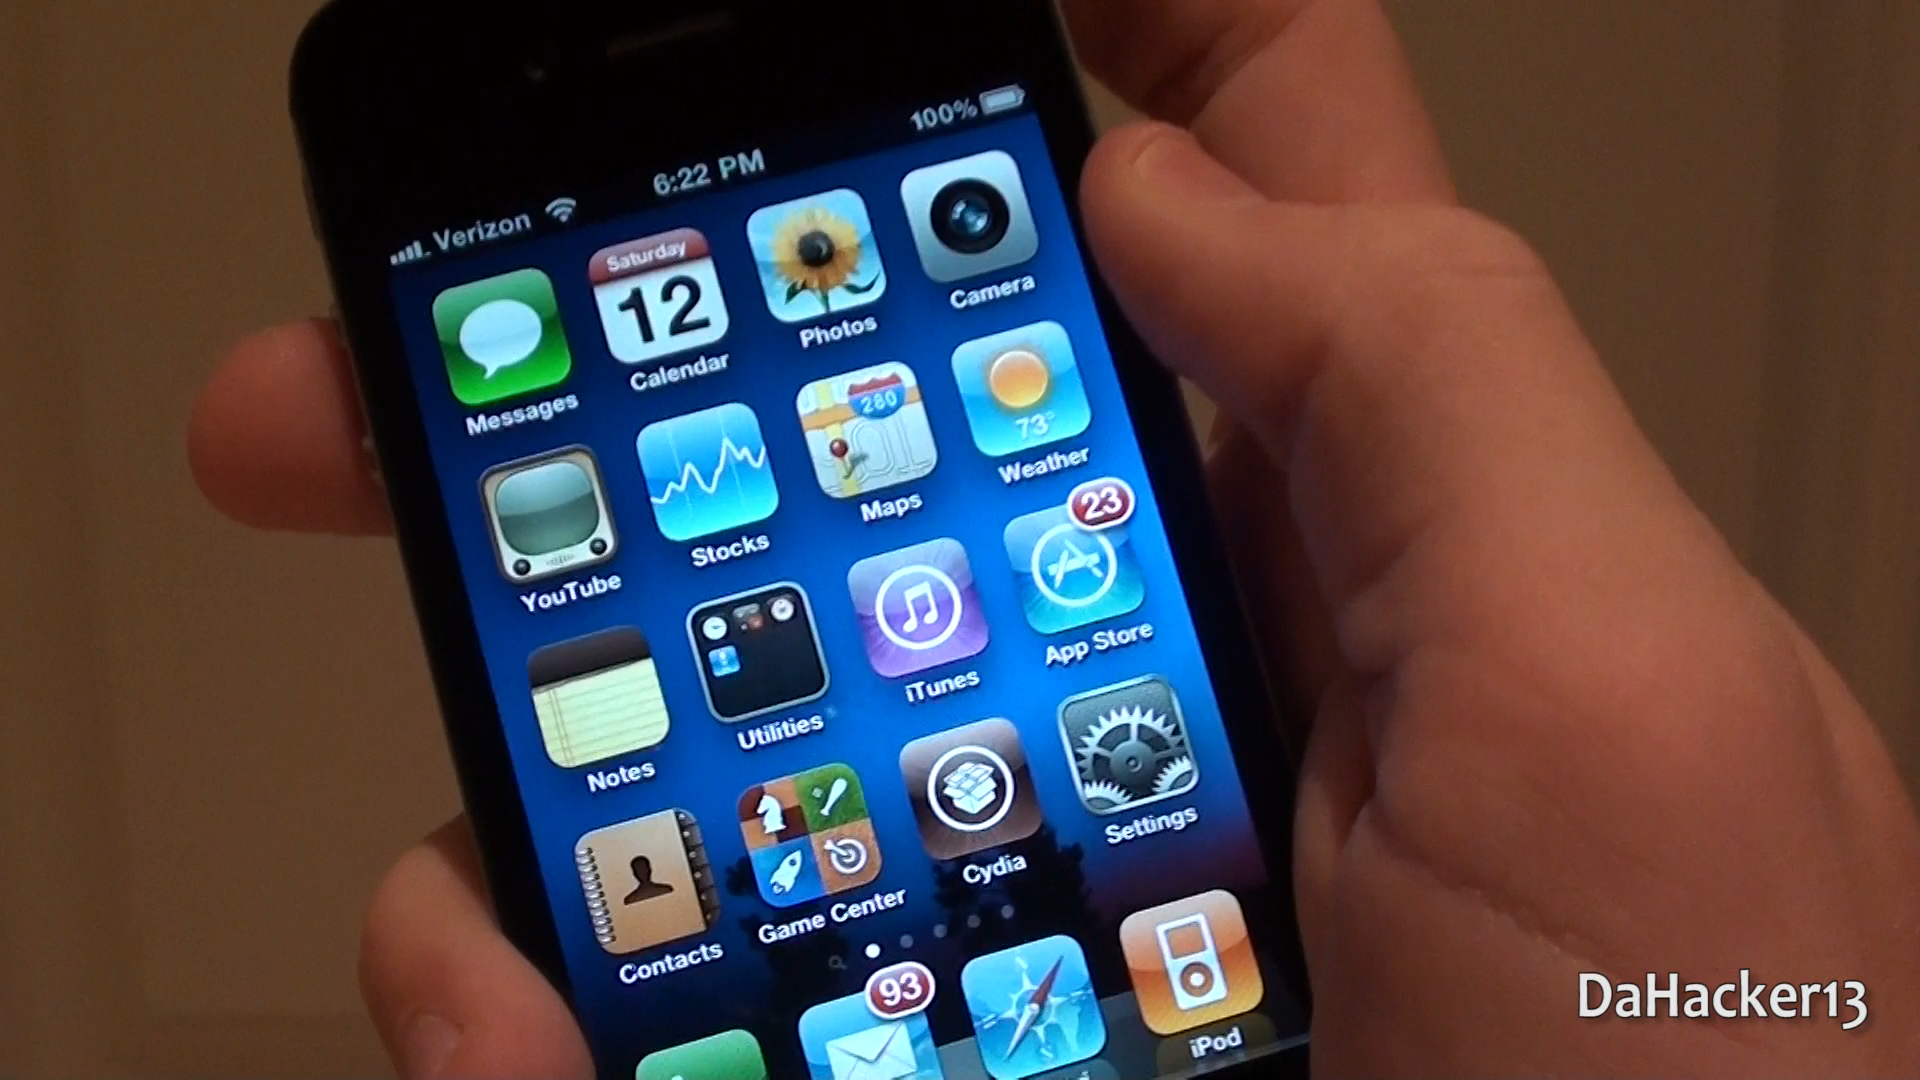 Verizon 6:22 PM 100%
Saturday
12
Messages Calendar Photos Camera
280
73°
YouTube Stocks Maps Weather
23
Notes Utilities iTunes App Store
Contacts Game Center Cydia Settings
93
iPod
DaHacker13